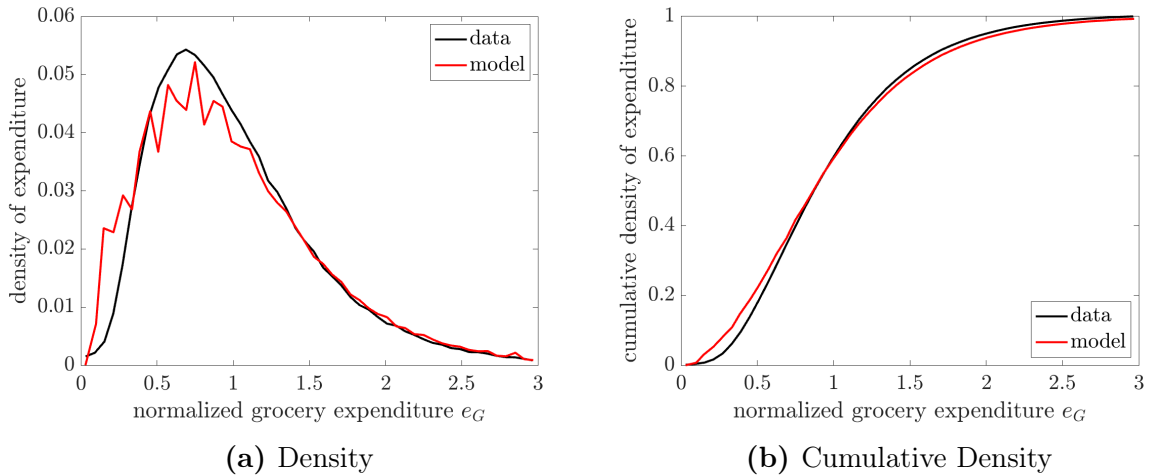 density of expenditure
0.06
0.05
0.04
0.03
0.02
0.01
0
data
model
0 0.5 1 1.5 2 2.5 3
normalized grocery expenditure e_G
(a) Density
cumulative density of expenditure
1
0.8
0.6
0.4
0.2
0
data
model
0 0.5 1 1.5 2 2.5 3
normalized grocery expenditure e_G
(b) Cumulative Density